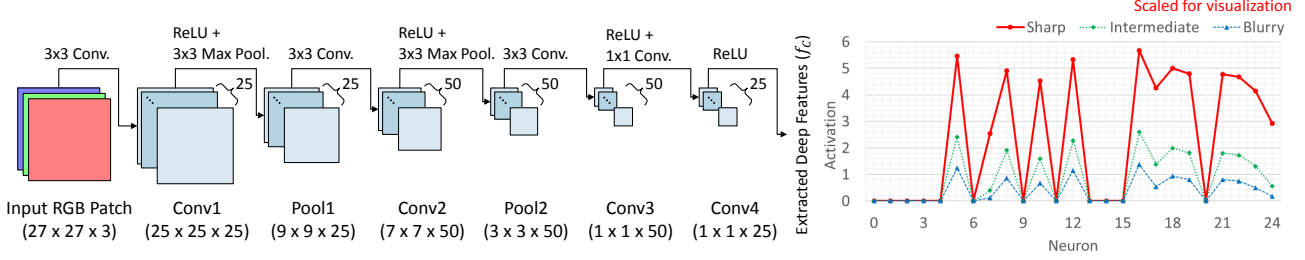 ReLU +
3x3 Max Pool.
3x3 Conv.
25
3x3 Conv.
25
ReLU +
3x3 Max Pool.
50
3x3 Conv.
50
ReLU +
1x1 Conv.
50
ReLU
25
Input RGB Patch
(27 x 27 x 3)
Conv1
(25 x 25 x 25)
Pool1
(9 x 9 x 25)
Conv2
(7 x 7 x 50)
Pool2
(3 x 3 x 50)
Conv3
(1 x 1 x 50)
Conv4
(1 x 1 x 25)
Extracted Deep Features (f_C)
Scaled for visualization
Sharp Intermediate Blurry
Activation
6
5
4
3
2
1
0
0 3 6 9 12 15 18 21 24
Neuron